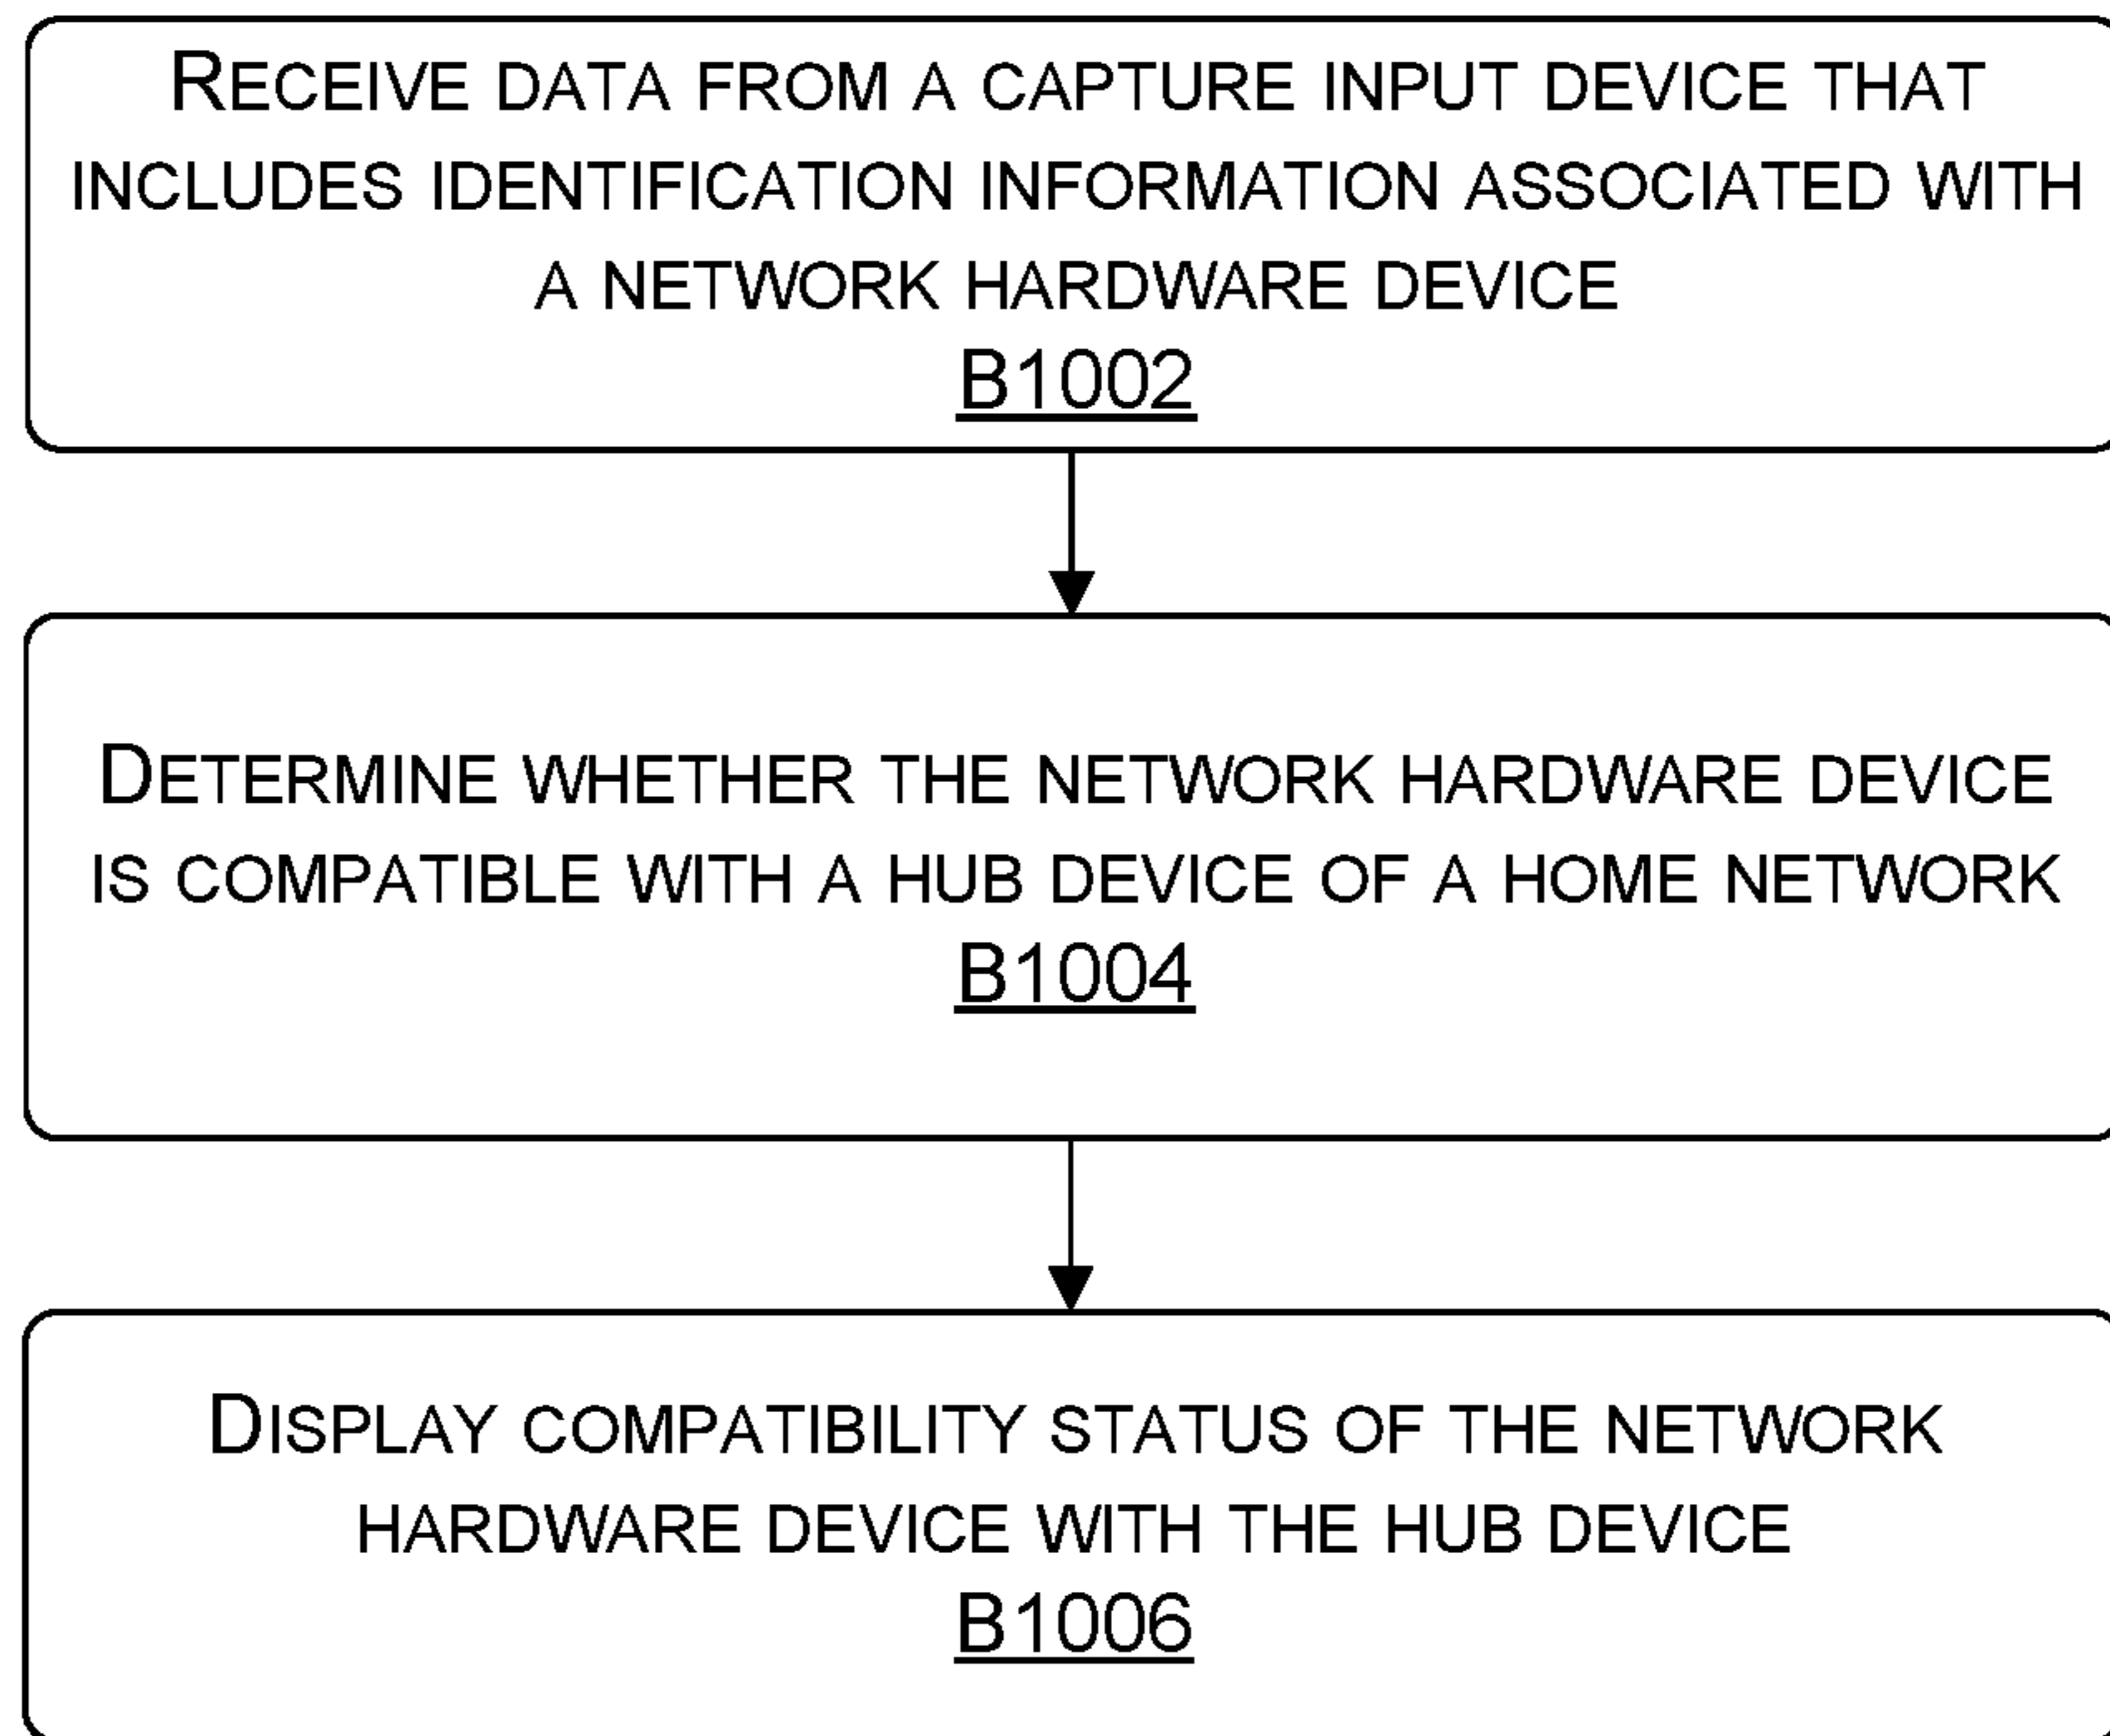 RECEIVE DATA FROM A CAPTURE INPUT DEVICE THAT
INCLUDES IDENTIFICATION INFORMATION ASSOCIATED WITH
A NETWORK HARDWARE DEVICE
B1002
DETERMINE WHETHER THE NETWORK HARDWARE DEVICE
IS COMPATIBLE WITH A HUB DEVICE OF A HOME NETWORK
B1004
DISPLAY COMPATIBILITY STATUS OF THE NETWORK
HARDWARE DEVICE WITH THE HUB DEVICE
B1006